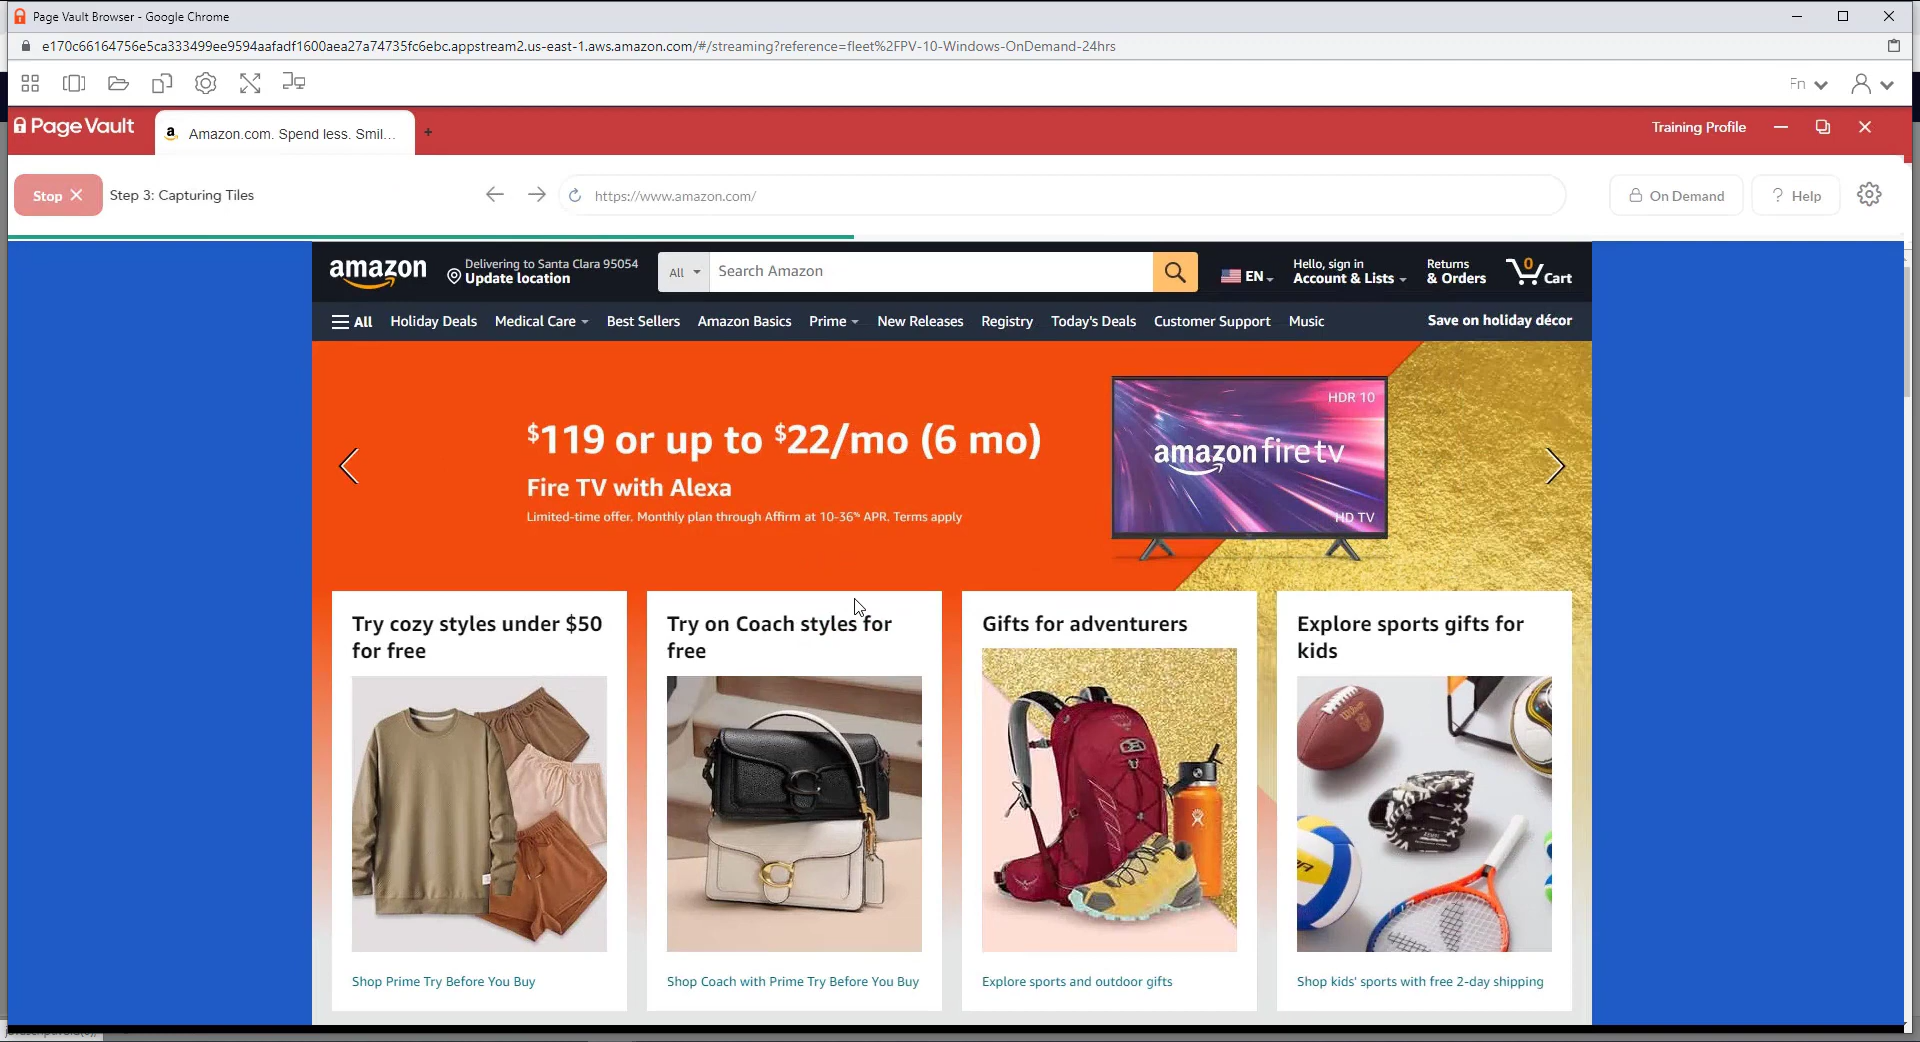 Page Vault Browser - Google Chrome
e170c66164756e5ca333499ee9594aafadf1600aea27a74735fc6ebc.appstream2.us-east-1.aws.amazon.com/#/streaming?reference=fleet%2FPV-10-Windows-OnDemand-24hrs
Fn
Page Vault
a Amazon.com. Spend less. Smil...
+
Training Profile
Stop
Step 3: Capturing Tiles
https://www.amazon.com/
On Demand
? Help
amazon
Delivering to Santa Clara 95054
Update location
All
Search Amazon
EN
Hello, sign in
Account & Lists
Returns
& Orders
0
Cart
All
Holiday Deals
Medical Care
Best Sellers
Amazon Basics
Prime
New Releases
Registry
Today's Deals
Customer Support
Music
Save on holiday décor
$119 or up to $22/mo (6 mo)
Fire TV with Alexa
Limited-time offer. Monthly plan through Affirm at 10-36% APR. Terms apply
HDR 10
amazon fire tv
HD TV
Try cozy styles under $50
for free
Shop Prime Try Before You Buy
Try on Coach styles for
free
Shop Coach with Prime Try Before You Buy
Gifts for adventurers
Explore sports and outdoor gifts
Explore sports gifts for
kids
Wilson
Shop kids' sports with free 2-day shipping